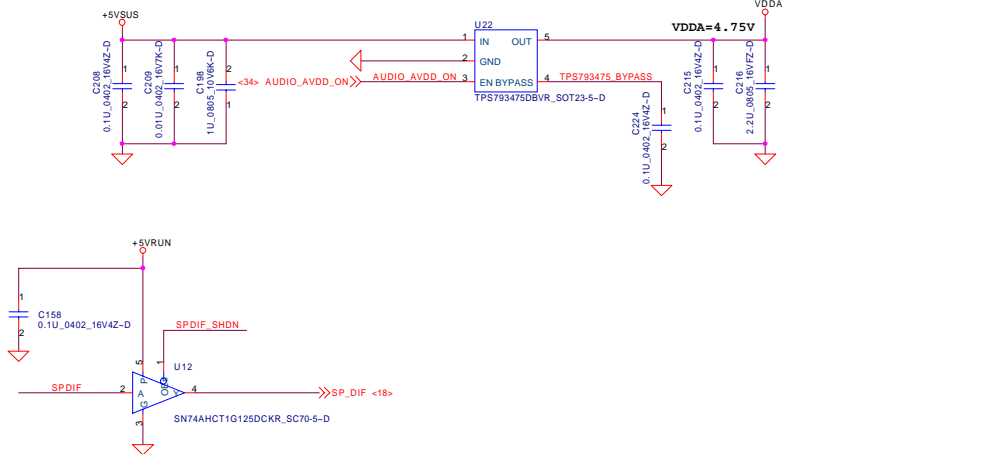 +5VSUS
VDDA
U22
VDDA=4.75V
1
IN
OUT
5
2
GND
<34>
AUDIO_AVDD_ON
AUDIO_AVDD_ON
3
EN
BYPASS
4
TPS793475_BYPASS
TPS793475DBVR_SOT23-5~D
1
C208
0.1U_0402_16V4Z~D
2
1
C209
0.01U_0402_16V7K~D
2
2
C198
1U_0805_10V6K~D
1
1
C224
0.1U_0402_16V4Z~D
2
1
C215
0.1U_0402_16V4Z~D
2
1
C216
2.2U_0805_16VFZ~D
2
+5VRUN
1
C158
0.1U_0402_16V4Z~D
2
SPDIF_SHDN
5
1
U12
P
OE#
SPDIF
2
A
Y
4
SP_DIF <18>
G
3
SN74AHCT1G125DCKR_SC70-5~D